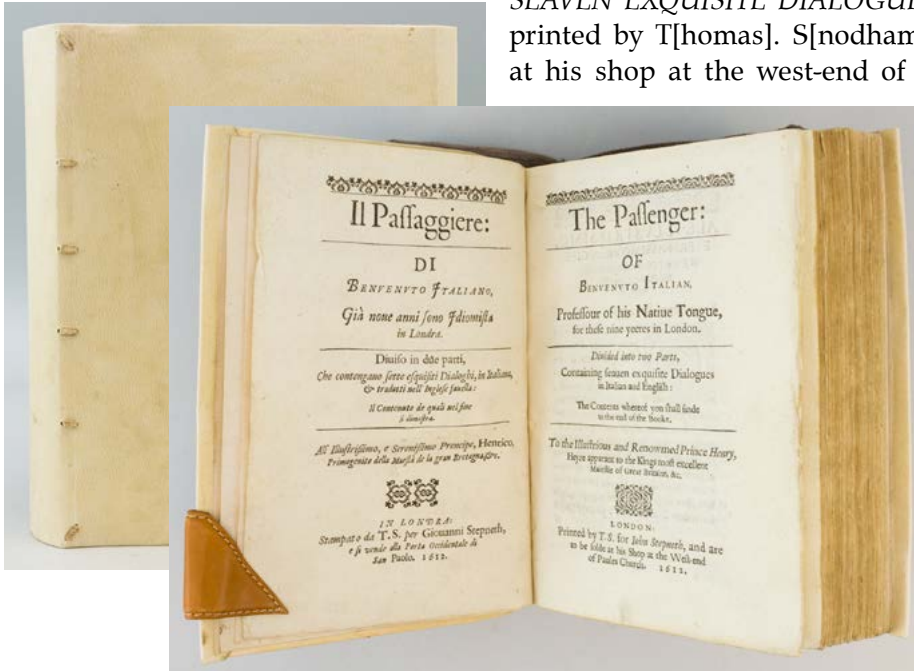 SEAVEN EXQUISITE DIALOGUE
printed by T[homas]. S[nodham
at his shop at the west-end of
Il Paſſaggiere:
DI
BENVENVTO ITALIANO,
Già noue anni ſono Idiomiſta
in Londra.
Diuiſo in due parti,
Che contengano ſette eſquiſiti Dialoghi, in Italiano,
& tradutti nell' Ingleſe fauella:
Il Contenuto de quali nel fine
ſi dimoſtra.
All' Illuſtriſſimo, e Sereniſſimo Prencipe, Henrico,
Primogenito della Maeſtà de la gran Bretagna, &c.
IN LONDRA:
Stampato da T. S. per Giouanni Stepneth,
e ſi vende alla Porta Occidentale di
San Paolo. 1612.
The Paſſenger:
OF
BENVENVTO ITALIAN,
Profeſſour of his Natiue Tongue,
for theſe nine yeeres in London.
Diuided into two Parts,
Containing ſeauen exquiſite Dialogues
in Italian and Engliſh:
The Contents whereof you ſhall finde
in the end of the Booke.
To the Illuſtrious and Renowmed Prince Henry,
Heyre apparant to the Kings moſt excellent
Maieſtie of Great Britaine, &c.
LONDON:
Printed by T. S. for Iohn Stepneth, and are
to be ſolde at his Shop at the Weſt-end
of Paules Church. 1612.